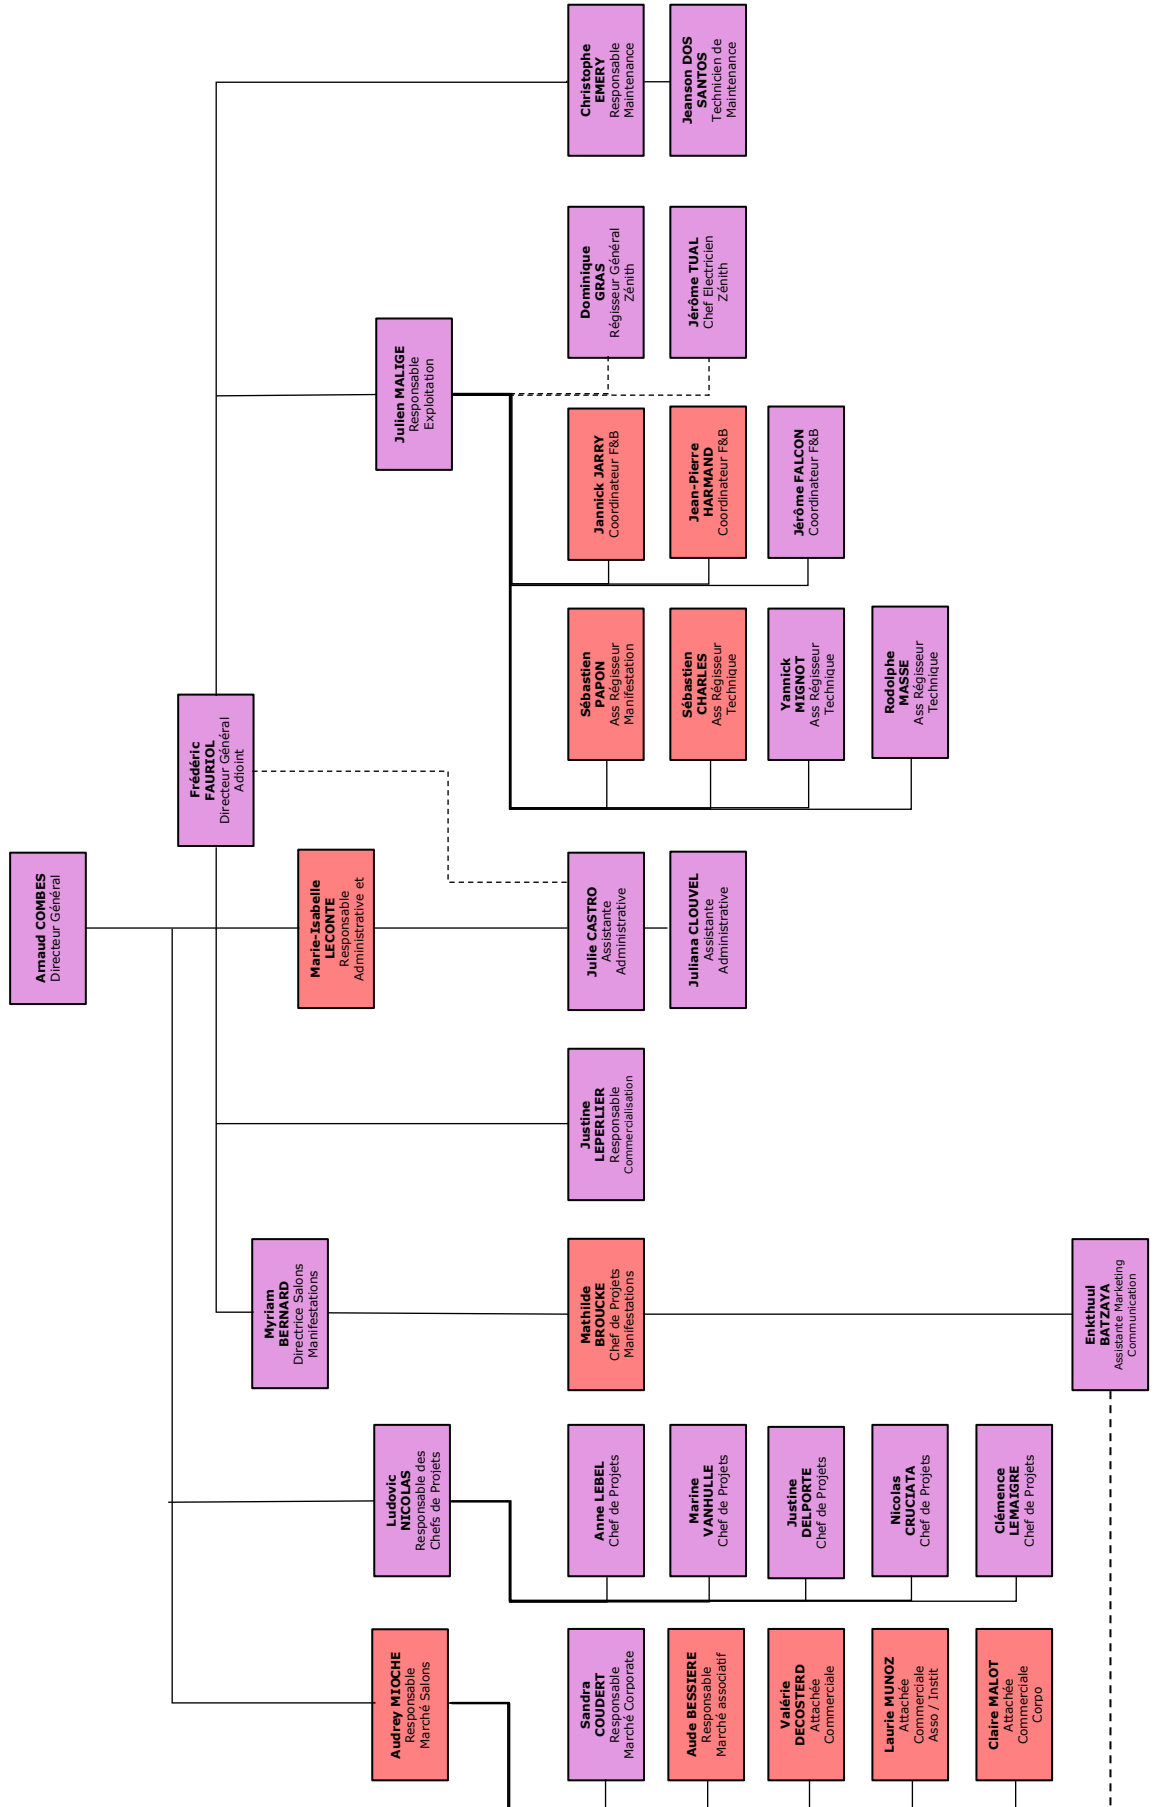 Arnaud COMBES
Directeur Général
Frédéric
FAURIOL
Directeur Général
Adioint
Myriam
BERNARD
Directrice Salons
Manifestations
Marie-Isabelle
LECONTE
Responsable
Administrative et
Audrey MIOCHE
Responsable
Marché Salons
Ludovic
NICOLAS
Responsable des
Chefs de Projets
Julien MALIGE
Responsable
Exploitation
Sandra
COUDERT
Responsable
Marché Corporate
Anne LEBEL
Chef de Projets
Mathilde
BROUCKE
Chef de Projets
Manifestations
Justine
LEPERLIER
Responsable
Commercialisation
Julie CASTRO
Assistante
Administrative
Sébastien
PAPON
Ass Régisseur
Manifestation
Jannick JARRY
Coordinateur F&B
Dominique
GRAS
Régisseur Général
Zénith
Christophe
EMERY
Responsable
Maintenance
Aude BESSIERE
Responsable
Marché associatif
Marine
VANHULLE
Chef de Projets
Juliana CLOUVEL
Assistante
Administrative
Sébastien
CHARLES
Ass Régisseur
Technique
Jean-Pierre
HARMAND
Coordinateur F&B
Jérôme TUAL
Chef Electricien
Zénith
Jeanson DOS
SANTOS
Technicien de
Maintenance
Valérie
DECOSTERD
Attachée
Commerciale
Justine
DELPORTE
Chef de Projets
Yannick
MIGNOT
Ass Régisseur
Technique
Jérôme FALCON
Coordinateur F&B
Laurie MUNOZ
Attachée
Commerciale
Asso / Instit
Nicolas
CRUCIATA
Chef de Projets
Rodolphe
MASSE
Ass Régisseur
Technique
Claire MALOT
Attachée
Commerciale
Corpo
Clémence
LEMAIGRE
Chef de Projets
Enkthuul
BATZAYA
Assistante Marketing
Communication